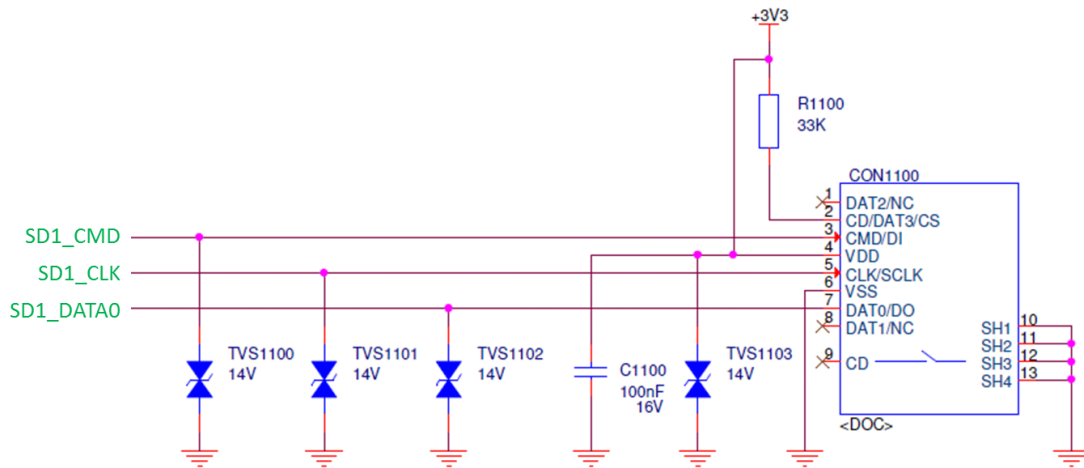 +3V3
R1100
33K
CON1100
1
DAT2/NC
2
CD/DAT3/CS
SD1_CMD
3
CMD/DI
4
VDD
SD1_CLK
5
CLK/SCLK
6
VSS
SD1_DATA0
7
DAT0/DO
8
DAT1/NC
SH1
10
SH2
11
SH3
12
SH4
13
9
CD
TVS1100
14V
TVS1101
14V
TVS1102
14V
C1100
100nF
16V
TVS1103
14V
<DOC>